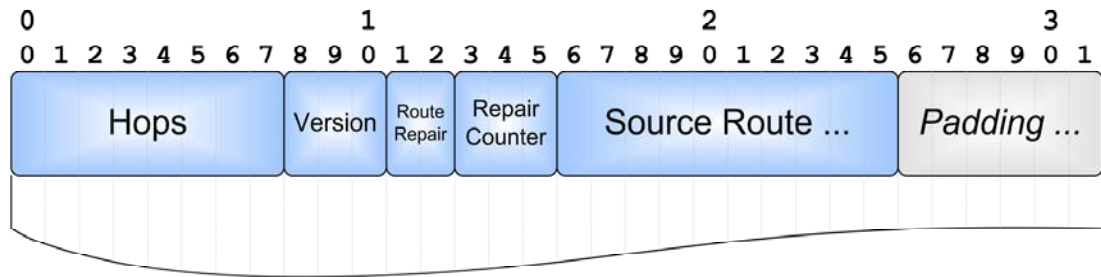 0 1 2 3
0 1 2 3 4 5 6 7 8 9 0 1 2 3 4 5 6 7 8 9 0 1 2 3 4 5 6 7 8 9 0 1
Hops Version Route Repair Repair Counter Source Route ... Padding ...